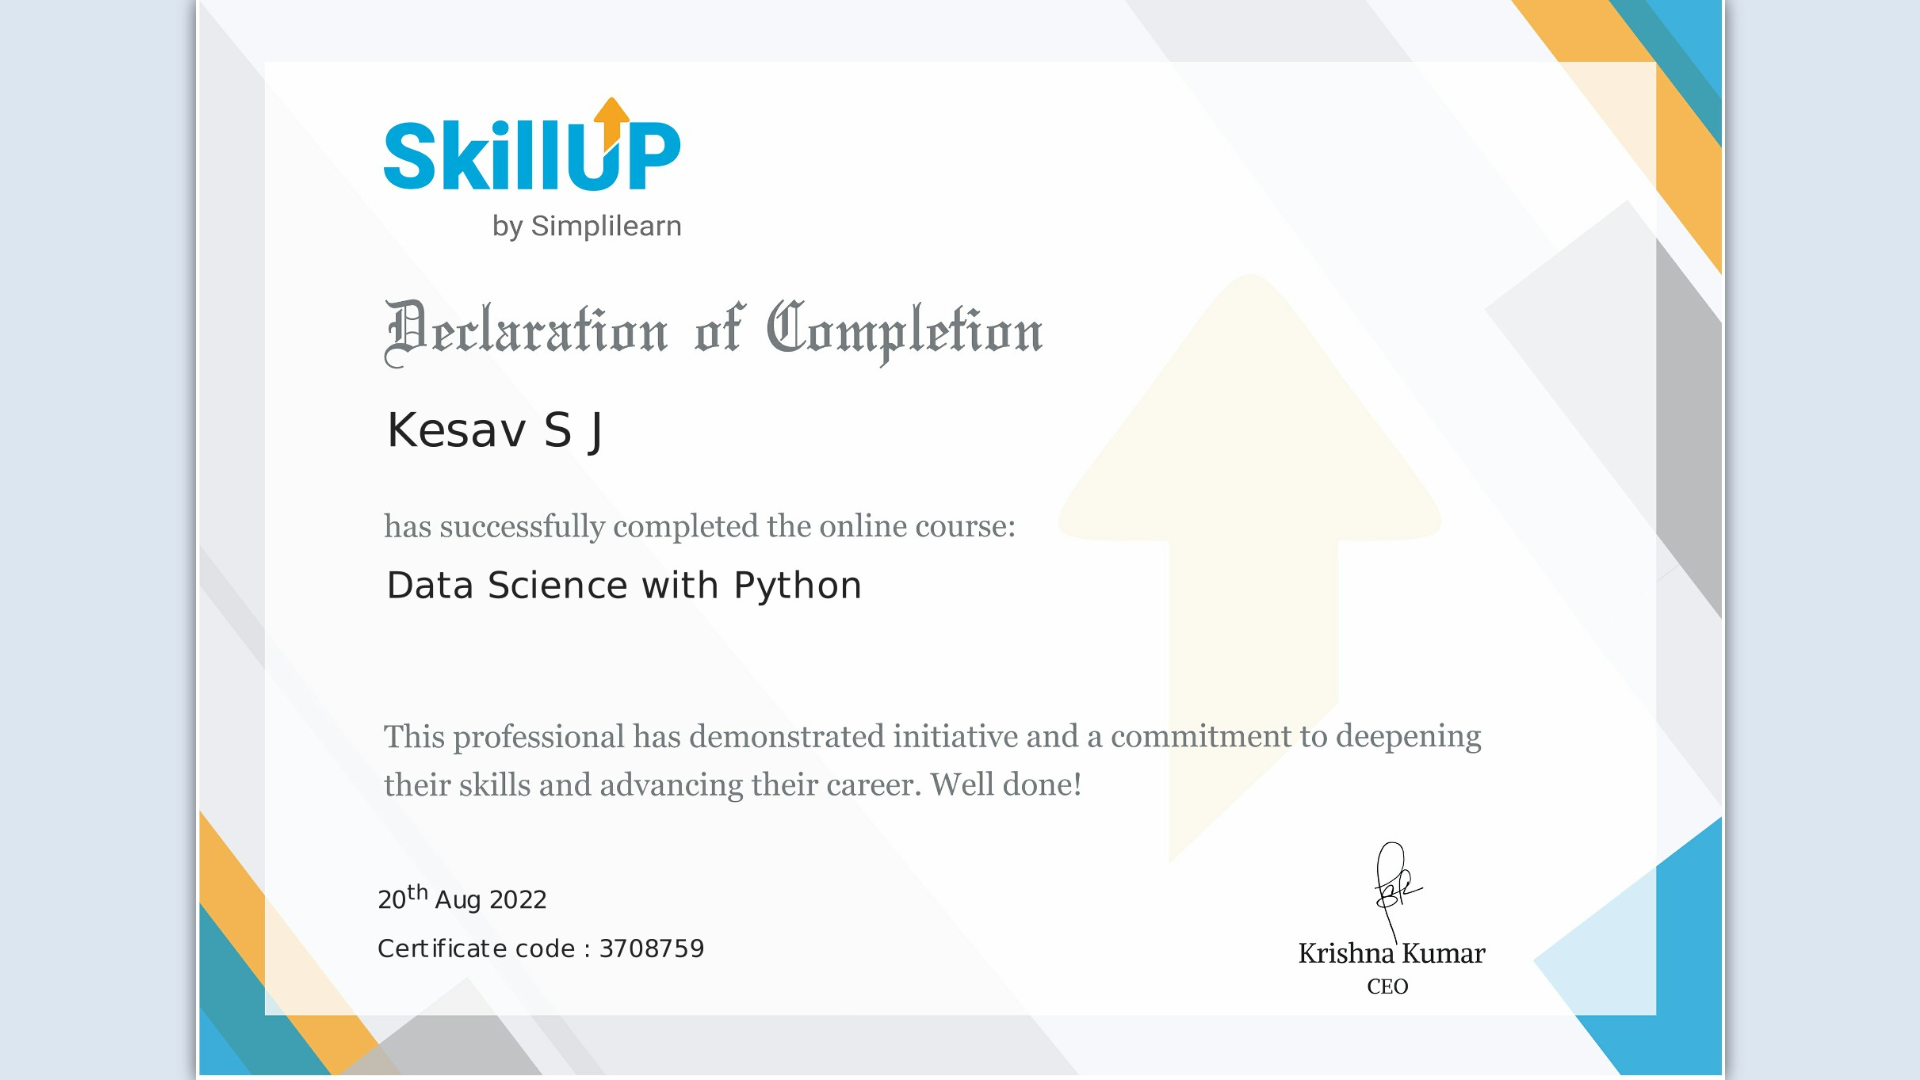 SkillUP
by Simplilearn
Declaration of Completion
Kesav S J
has successfully completed the online course:
Data Science with Python
This professional has demonstrated initiative and a commitment to deepening
their skills and advancing their career. Well done!
20th Aug 2022
Certificate code : 3708759
Krishna Kumar
CEO